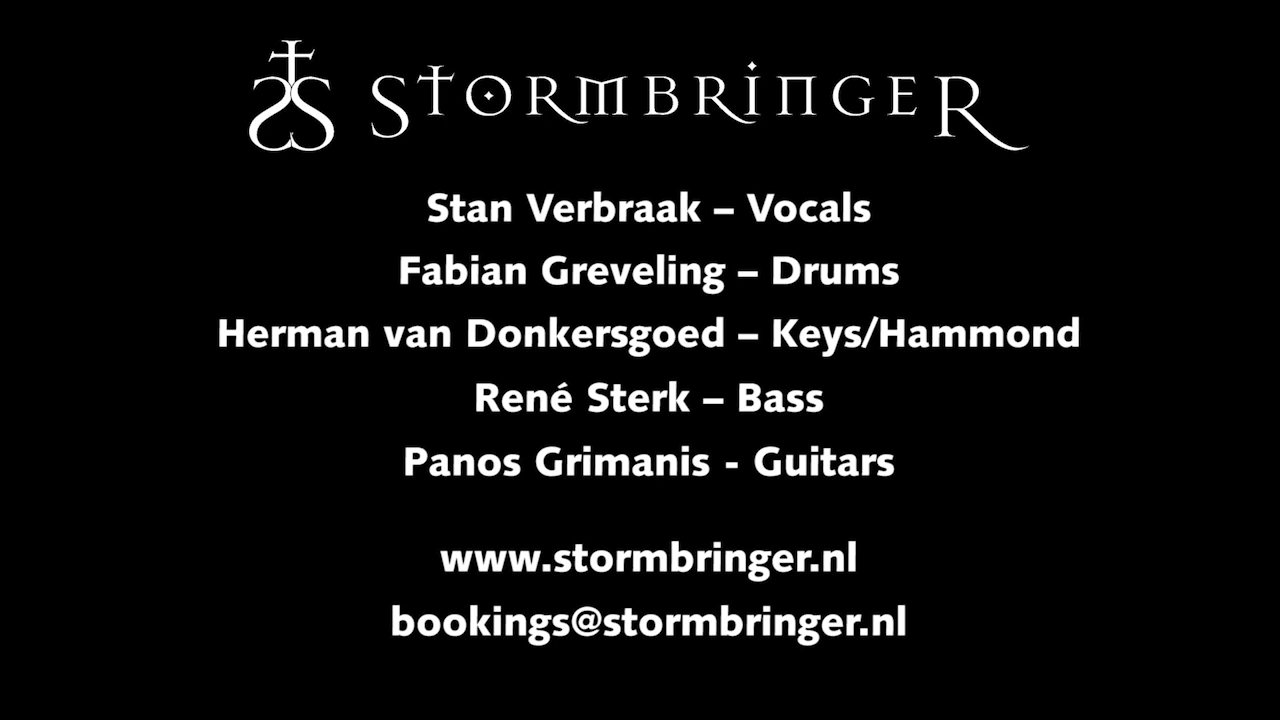 STORMBRINGER
Stan Verbraak – Vocals
Fabian Greveling – Drums
Herman van Donkersgoed – Keys/Hammond
René Sterk – Bass
Panos Grimanis - Guitars
www.stormbringer.nl
bookings@stormbringer.nl